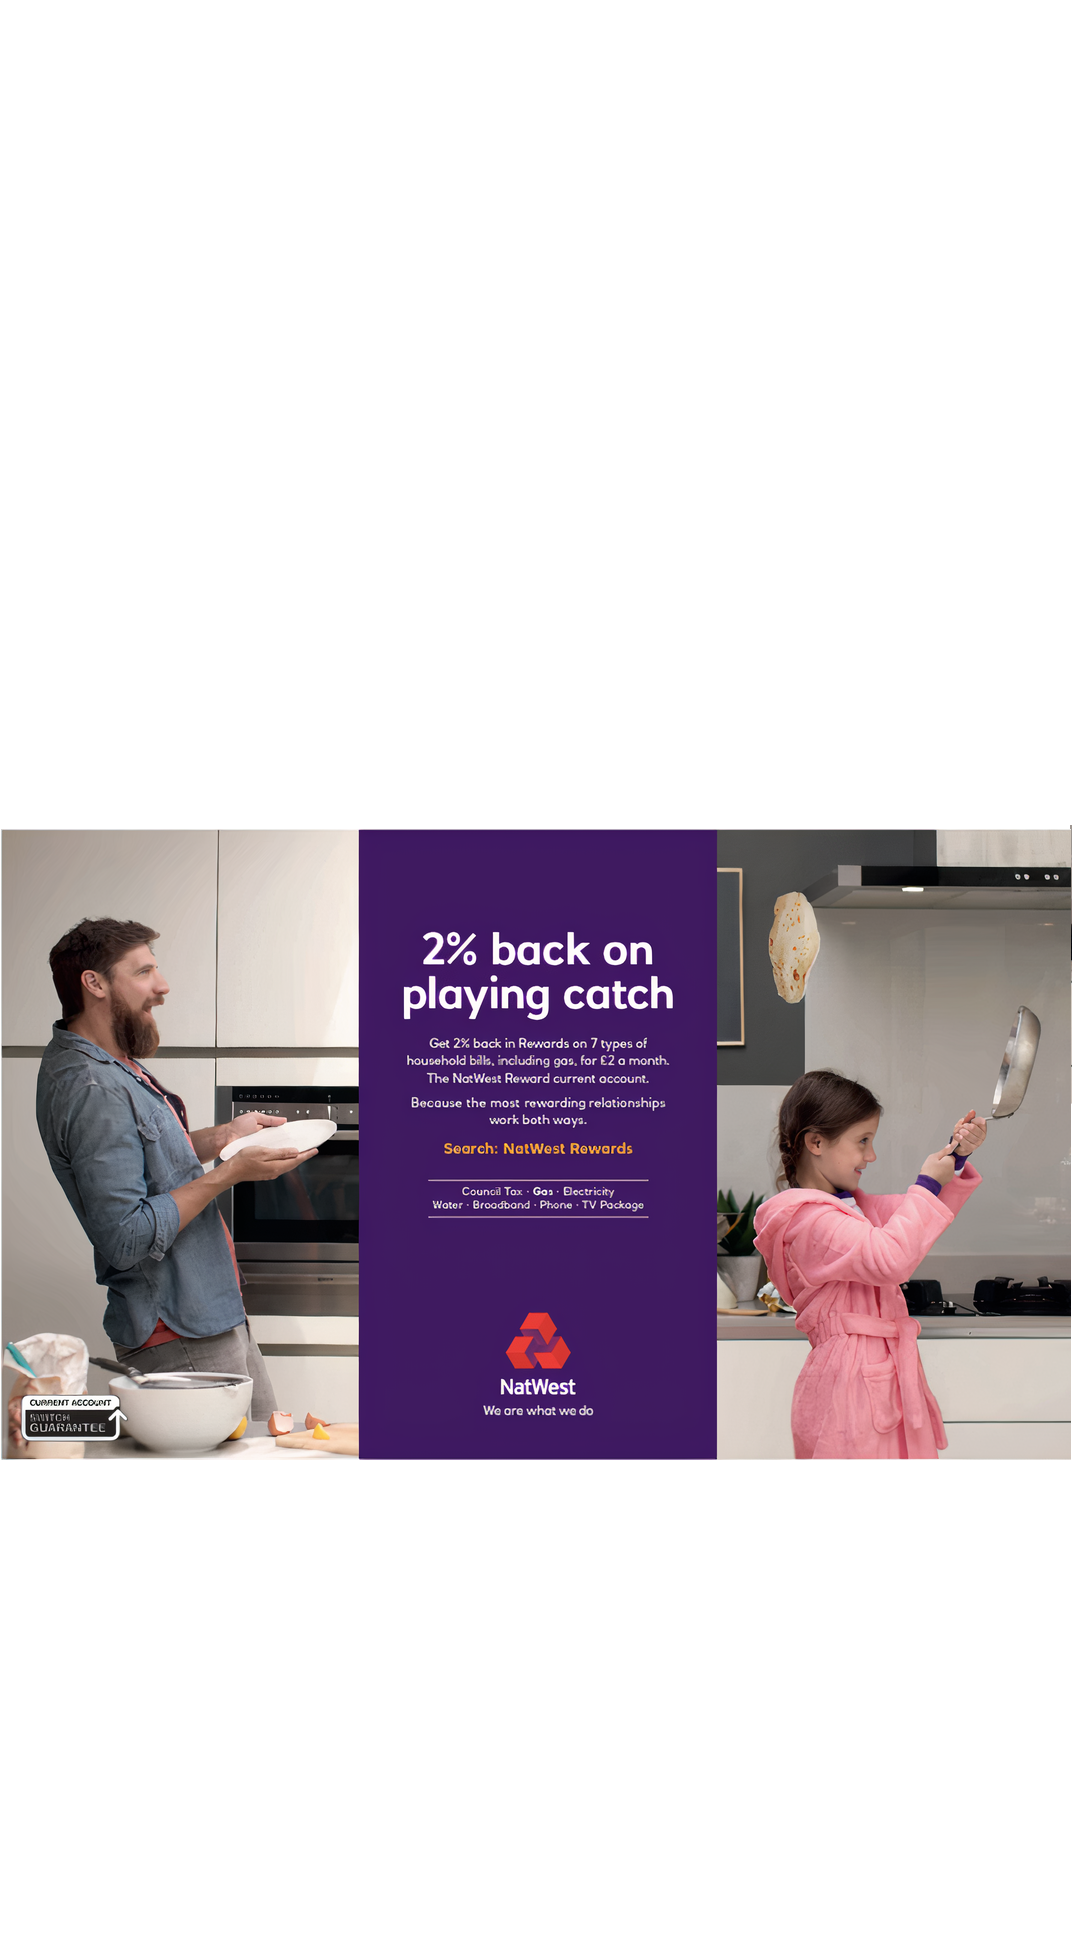 2% back on
playing catch
Get 2% back in Rewards on 7 types of
household bills, including gas, for £2 a month.
The NatWest Reward current account.
Because the most rewarding relationships
work both ways.
Search: NatWest Rewards
Council Tax · Gas · Electricity
Water · Broadband · Phone · TV Package
NatWest
We are what we do
CURRENT ACCOUNT
SWITCH
GUARANTEE